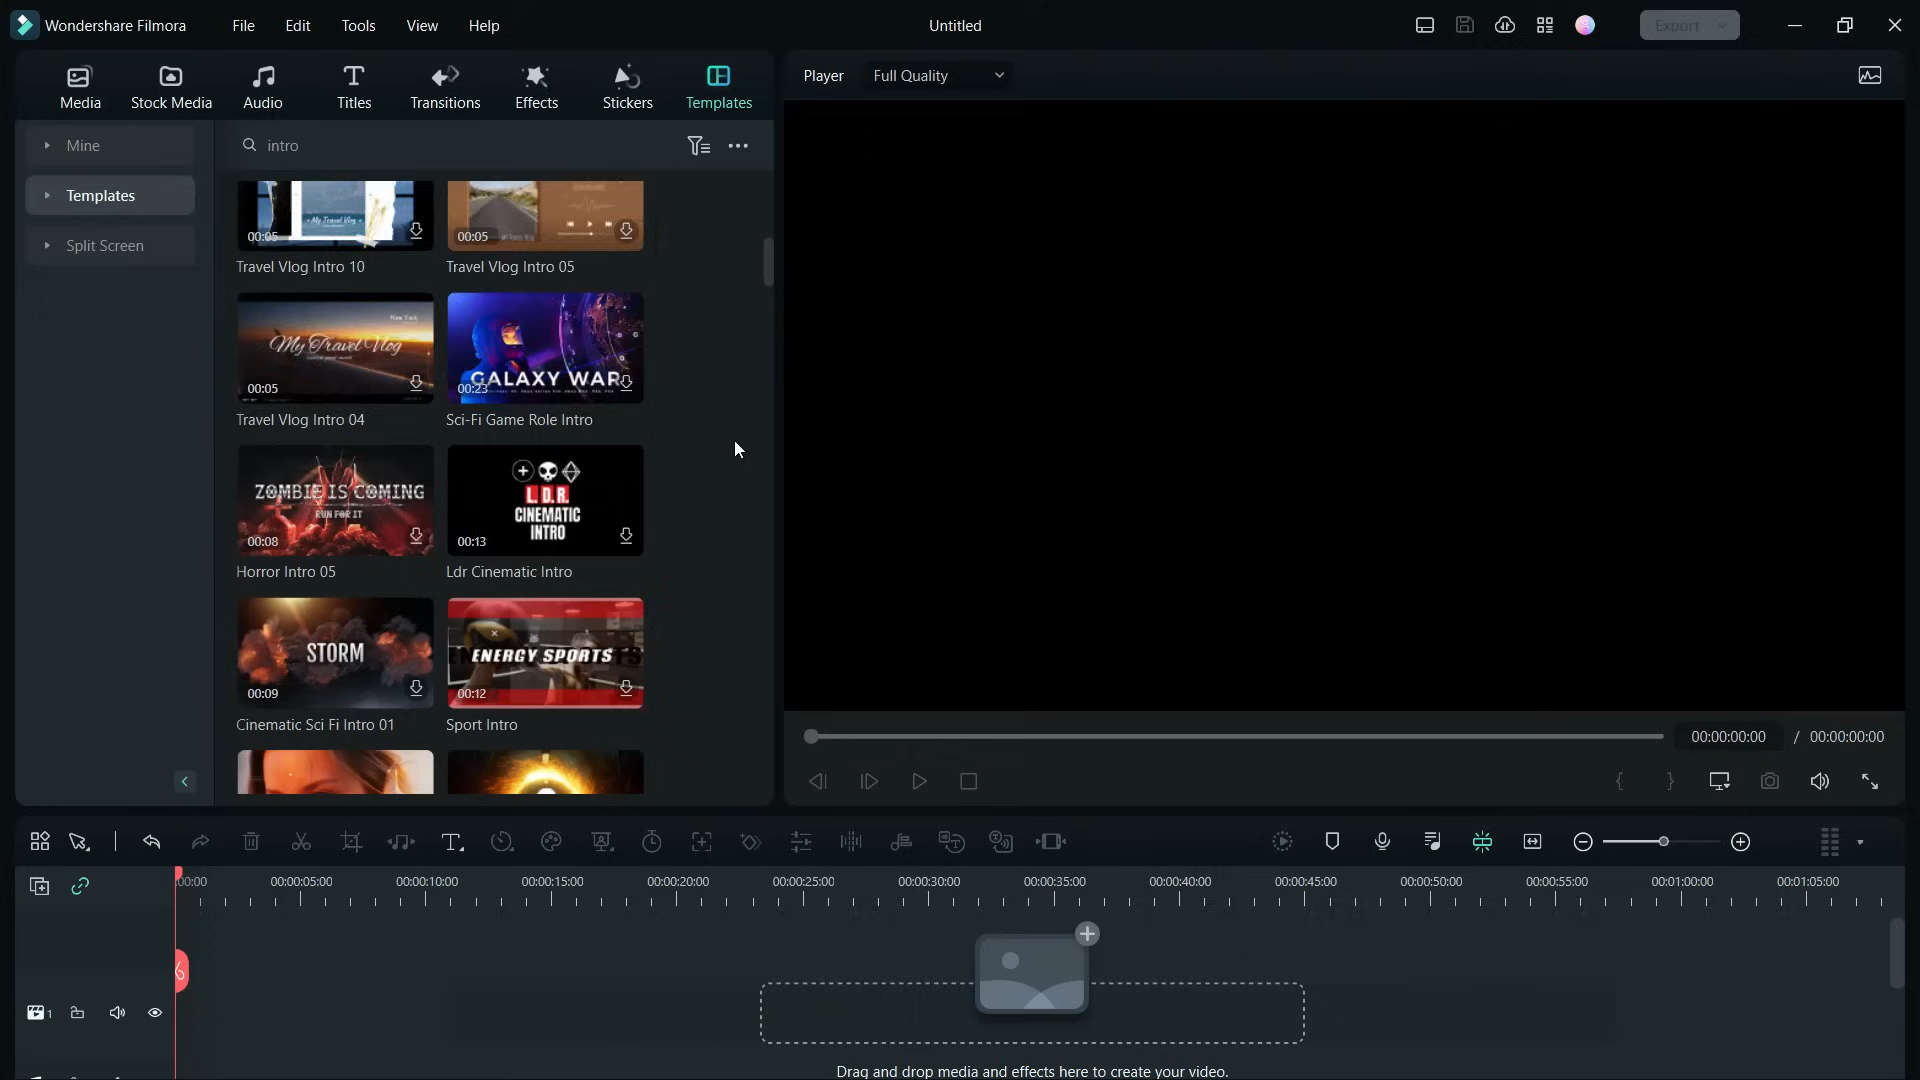 Wondershare Filmora
File
Edit
Tools
View
Help
Untitled
Export
Media
Stock Media
Audio
Titles
Transitions
Effects
Stickers
Templates
Player
Full Quality
Mine
Templates
Split Screen
intro
My Travel Vlog
00:05
00:05
Travel Vlog Intro 10
Travel Vlog Intro 05
New York
My Travel Vlog
00:05
GALAXY WAR
00:23
Travel Vlog Intro 04
Sci-Fi Game Role Intro
ZOMBIE IS COMING
RUN FOR IT
00:08
L.D.R.
CINEMATIC
INTRO
00:13
Horror Intro 05
Ldr Cinematic Intro
STORM
00:09
ENERGY SPORTS
00:12
Cinematic Sci Fi Intro 01
Sport Intro
00:00:00:00 / 00:00:00:00
:00:00
00:00:05:00
00:00:10:00
00:00:15:00
00:00:20:00
00:00:25:00
00:00:30:00
00:00:35:00
00:00:40:00
00:00:45:00
00:00:50:00
00:00:55:00
00:01:00:00
00:01:05:00
1
Drag and drop media and effects here to create your video.